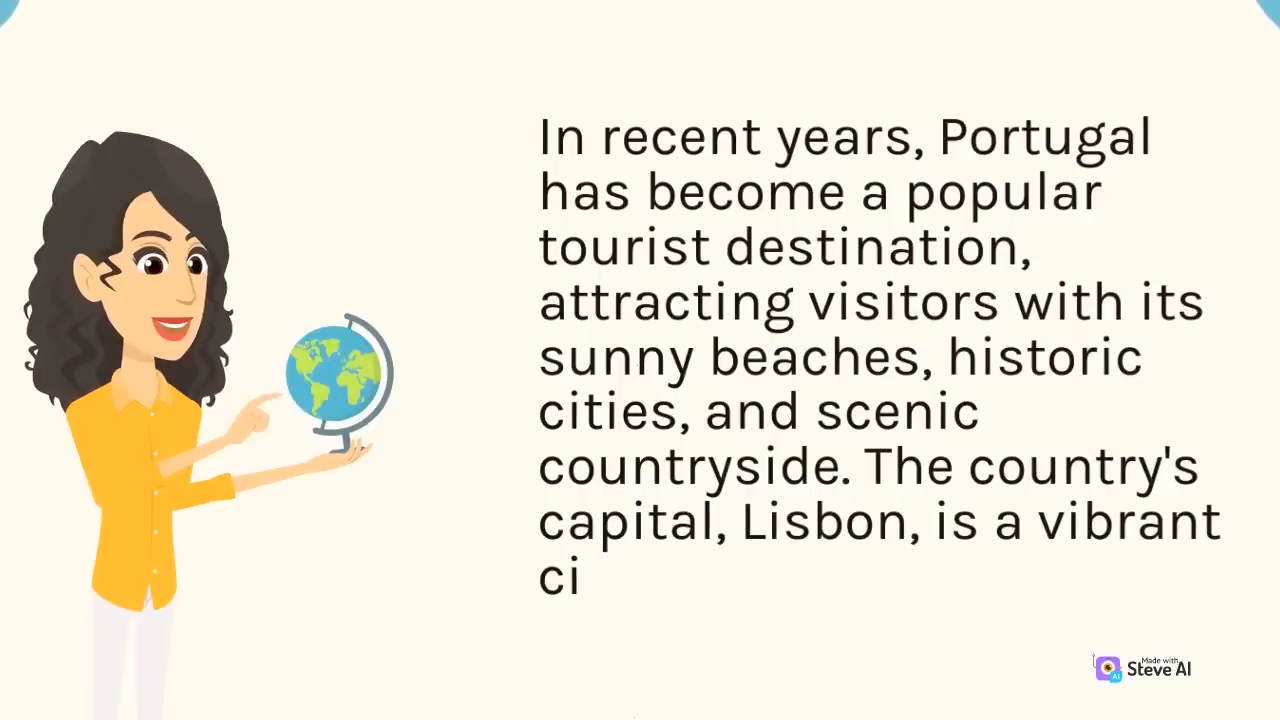 In recent years, Portugal
has become a popular
tourist destination,
attracting visitors with its
sunny beaches, historic
cities, and scenic
countryside. The country's
capital, Lisbon, is a vibrant
ci
Made with
Steve AI
AI